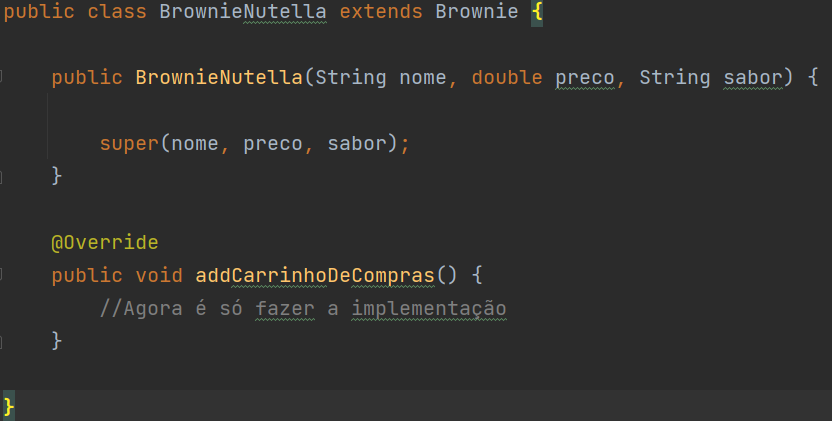 public class BrownieNutella extends Brownie {
public BrownieNutella(String nome, double preco, String sabor) {
super(nome, preco, sabor);
}
@Override
public void addCarrinhoDeCompras() {
//Agora é só fazer a implementação
}
}